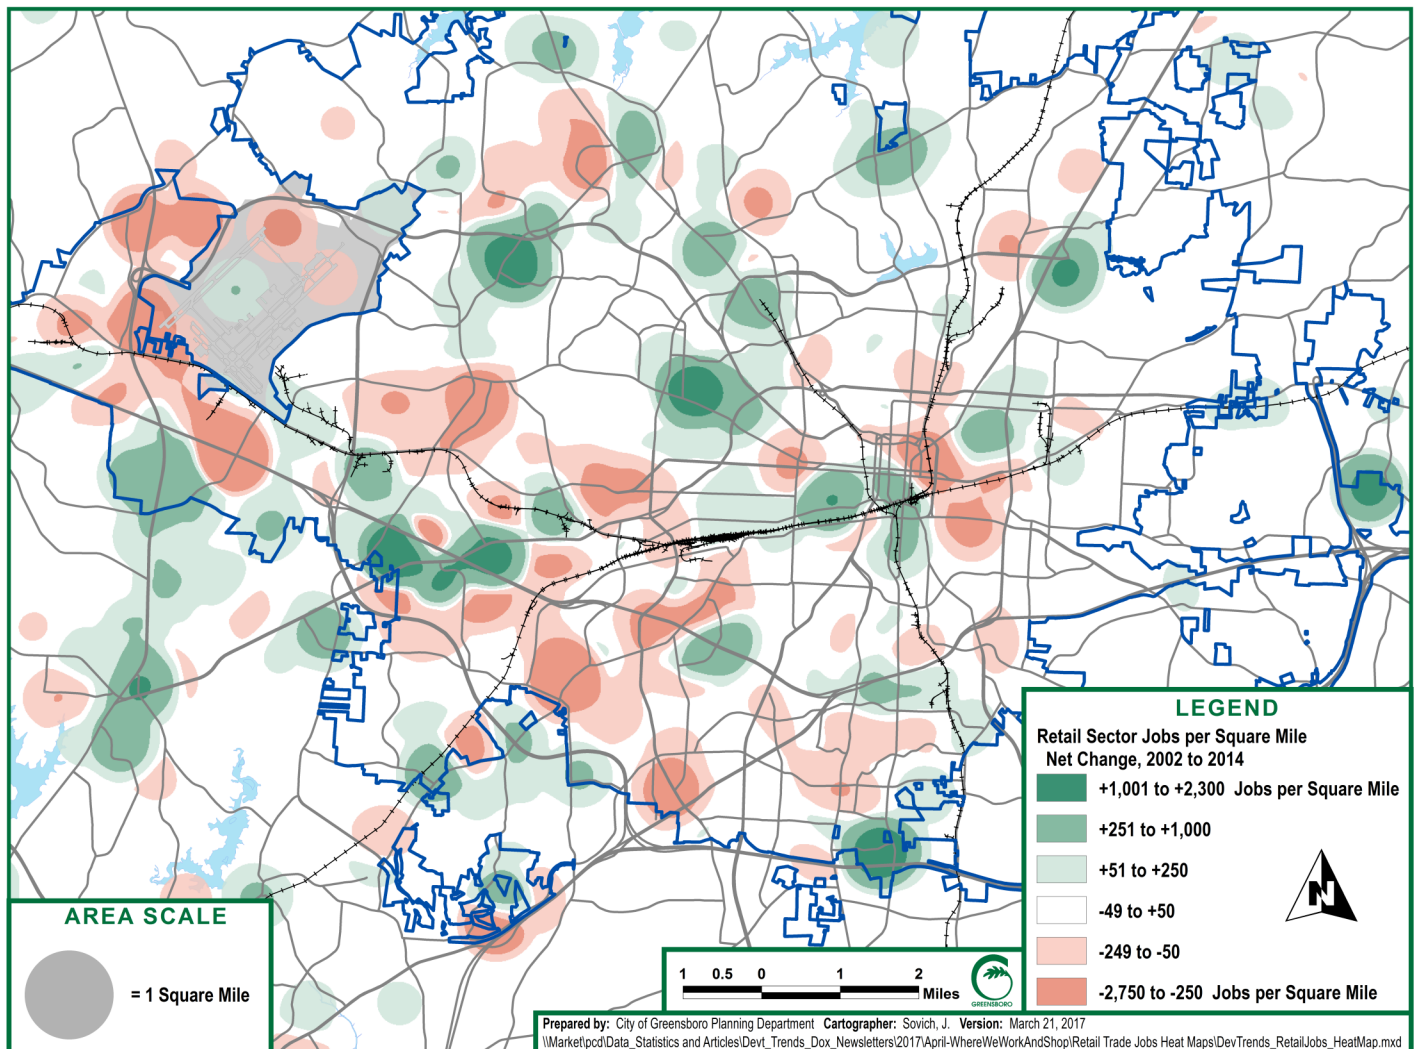 LEGEND
Retail Sector Jobs per Square Mile
Net Change, 2002 to 2014
+1,001 to +2,300 Jobs per Square Mile
+251 to +1,000
+51 to +250
-49 to +50
-249 to -50
-2,750 to -250 Jobs per Square Mile
N
AREA SCALE
= 1 Square Mile
1 0.5 0 1 2
Miles
GREENSBORO
Prepared by: City of Greensboro Planning Department Cartographer: Sovich, J. Version: March 21, 2017
\\Market\pcd\Data_Statistics and Articles\Devt_Trends_Dox_Newsletters\2017\April-WhereWeWorkAndShop\Retail Trade Jobs Heat Maps\DevTrends_RetailJobs_HeatMap.mxd